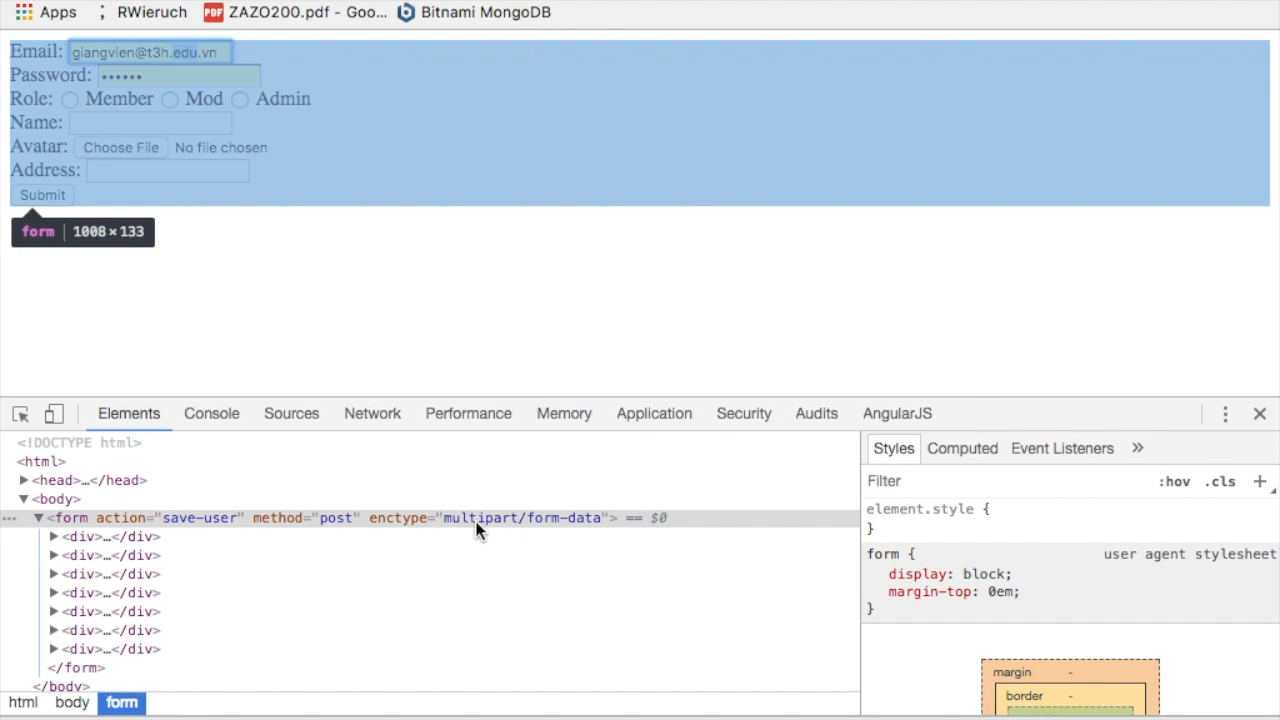 Apps ; RWieruch PDF ZAZO200.pdf - Goo... Bitnami MongoDB
Email: giangvien@t3h.edu.vn
Password: ••••••
Role: Member Mod Admin
Name:
Avatar: Choose File No file chosen
Address:
Submit
form 1008×133
Elements Console Sources Network Performance Memory Application Security Audits AngularJS
<!DOCTYPE html>
<html>
<head>…</head>
<body>
<form action="save-user" method="post" enctype="multipart/form-data"> == $0
<div>…</div>
<div>…</div>
<div>…</div>
<div>…</div>
<div>…</div>
<div>…</div>
<div>…</div>
</form>
</body>
html body form
Styles Computed Event Listeners »
Filter :hov .cls +
element.style {
}
form { user agent stylesheet
display: block;
margin-top: 0em;
}
margin -
border -